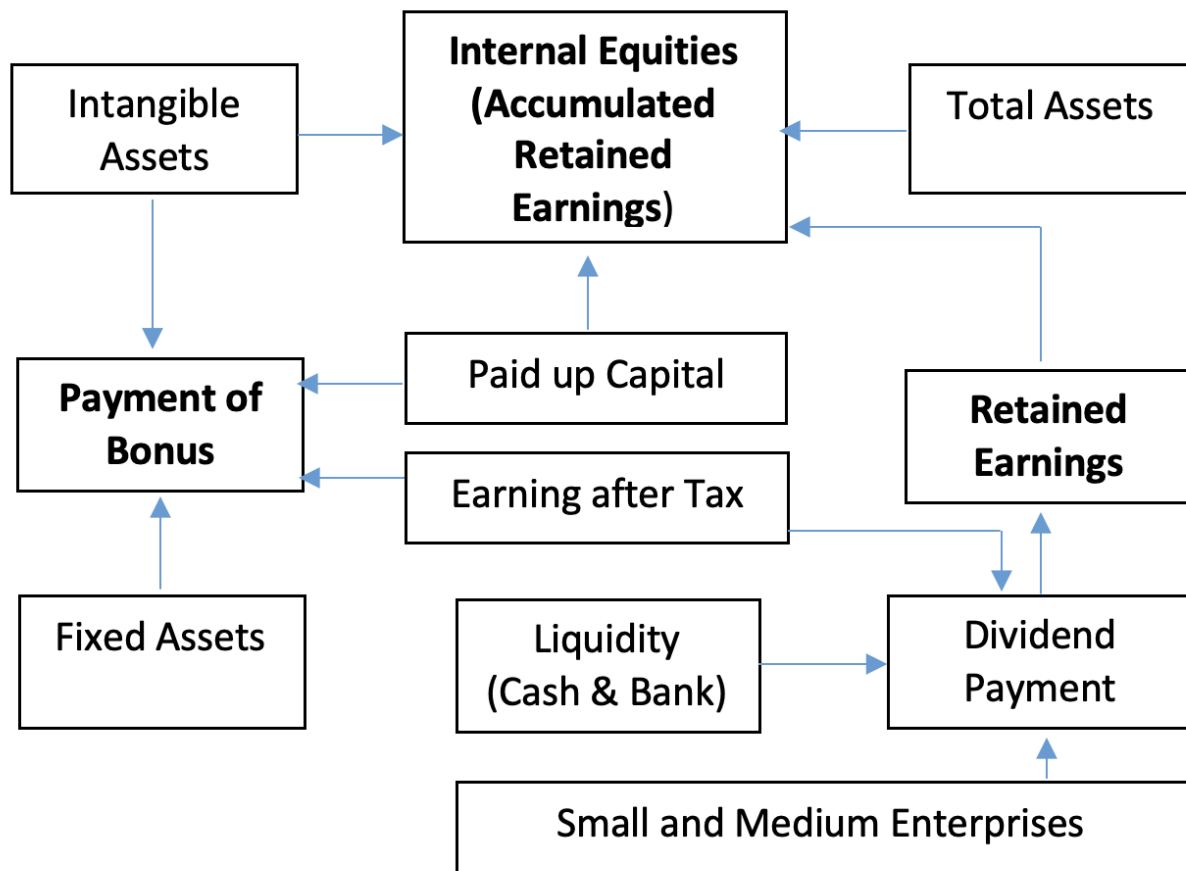 Internal Equities
(Accumulated
Retained
Earnings)
Intangible
Assets
Total Assets
Paid up Capital
Payment of
Bonus
Retained
Earnings
Earning after Tax
Fixed Assets
Liquidity
(Cash & Bank)
Dividend
Payment
Small and Medium Enterprises